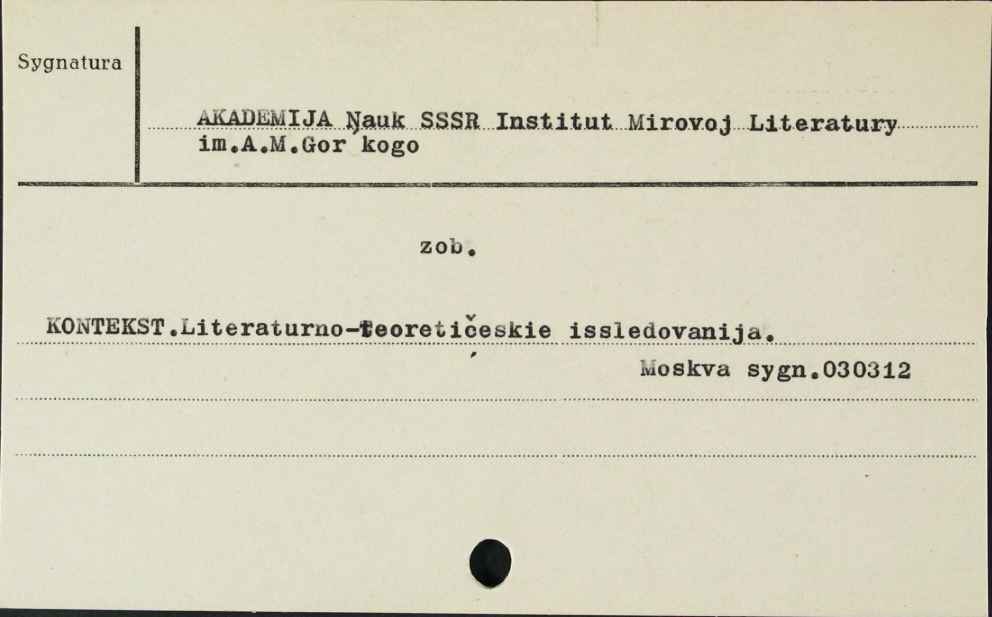 Sygnatura
AKADEMIJA Nauk SSSR Institut Mirovoj Literatury
im.A.M.Gor kogo
zob.
KONTEKST.Literaturno-teoretičeskie issledovanija.
Moskva sygn.030312